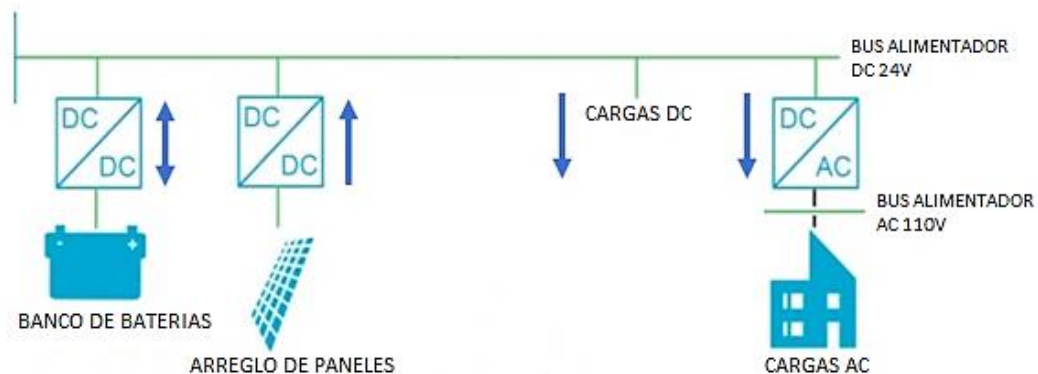 BUS ALIMENTADOR
DC 24V
DC
DC
DC
DC
CARGAS DC
DC
AC
BUS ALIMENTADOR
AC 110V
BANCO DE BATERIAS
ARREGLO DE PANELES
CARGAS AC